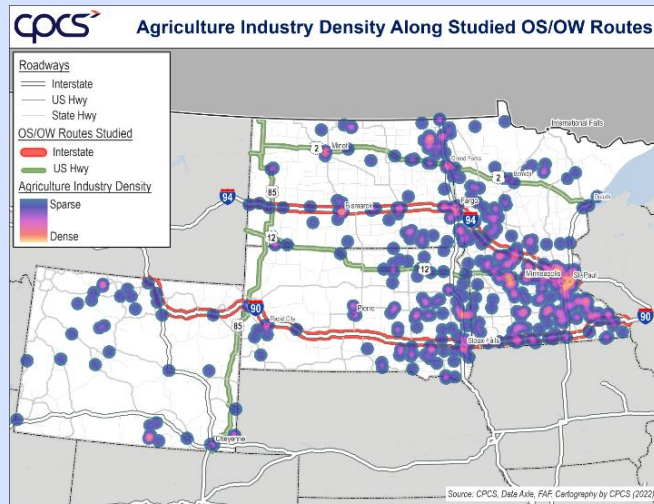 CPCS
Agriculture Industry Density Along Studied OS/OW Routes
Roadways
Interstate
US Hwy
State Hwy
OS/OW Routes Studied
Interstate
US Hwy
Agriculture Industry Density
Sparse
Dense
International Falls
2
Minot
Grand Forks
Bemidji
2
Duluth
85
94
Bismarck
Fargo
94
12
12
Minneapolis
St Paul
Pierre
90
Rapid City
85
90
Sioux Falls
Cheyenne
Source: CPCS, Data Axle, FAF. Cartography by CPCS (2022)